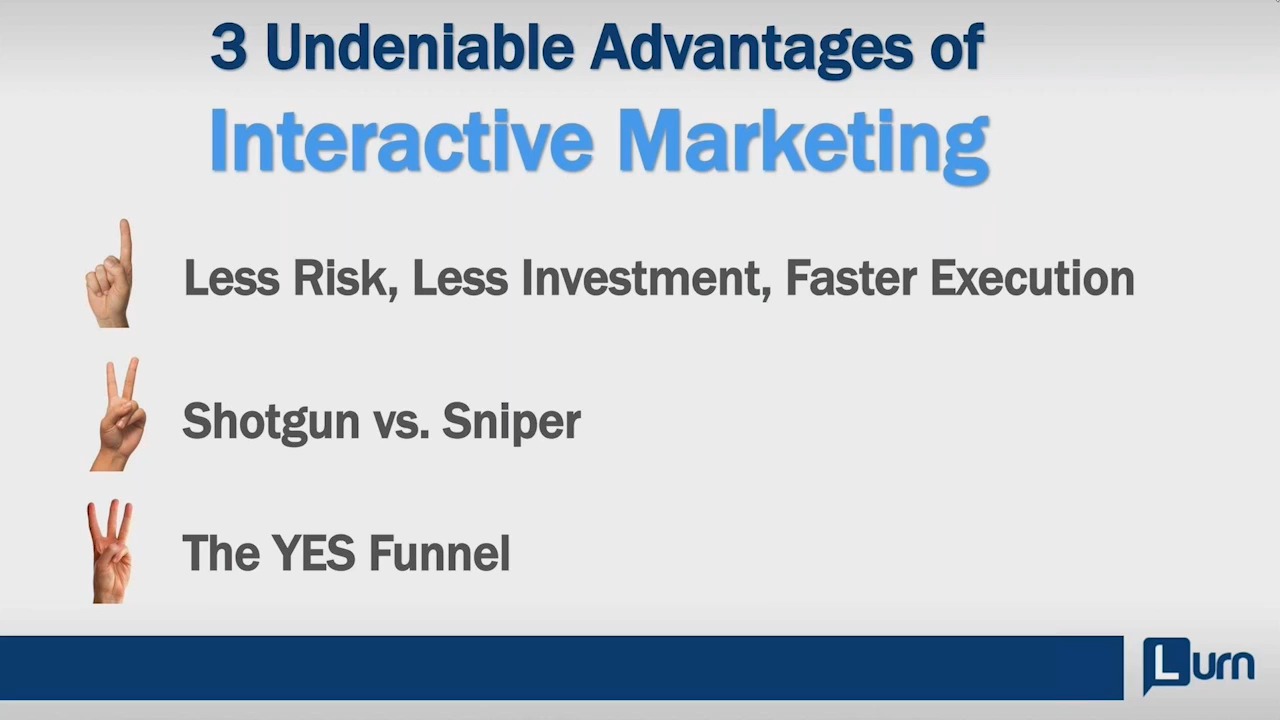 3 Undeniable Advantages of
Interactive Marketing
Less Risk, Less Investment, Faster Execution
Shotgun vs. Sniper
The YES Funnel
Lurn